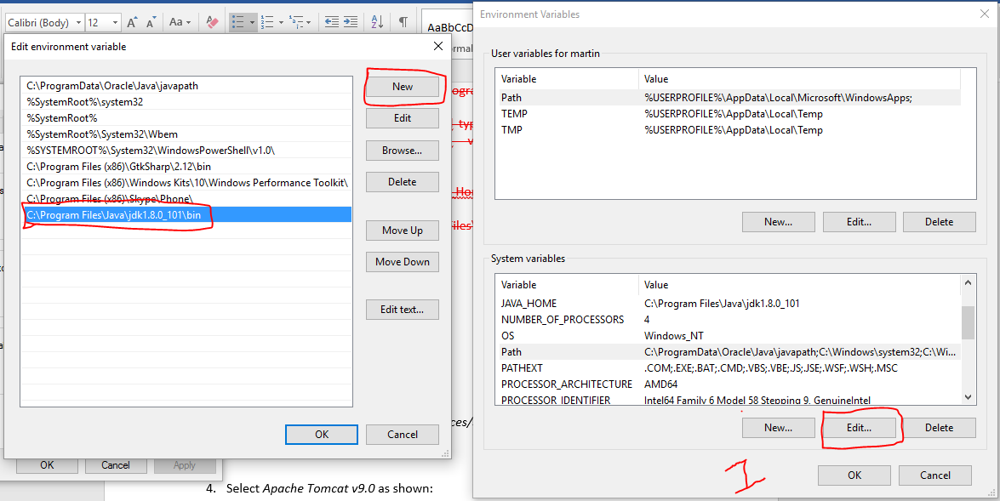 Calibri (Body)
12
A A Aa
AaBbCcD
Edit environment variable
C:\ProgramData\Oracle\Java\javapath
%SystemRoot%\system32
%SystemRoot%
%SystemRoot%\System32\Wbem
%SYSTEMROOT%\System32\WindowsPowerShell\v1.0\
C:\Program Files (x86)\GtkSharp\2.12\bin
C:\Program Files (x86)\Windows Kits\10\Windows Performance Toolkit\
C:\Program Files (x86)\Skype\Phone\
C:\Program Files\Java\jdk1.8.0_101\bin
New
Edit
Browse...
Delete
Move Up
Move Down
Edit text...
OK
Cancel
OK
Cancel
Apply
4. Select Apache Tomcat v9.0 as shown:
Environment Variables
User variables for martin
Variable Value
Path %USERPROFILE%\AppData\Local\Microsoft\WindowsApps;
TEMP %USERPROFILE%\AppData\Local\Temp
TMP %USERPROFILE%\AppData\Local\Temp
New...
Edit...
Delete
System variables
Variable Value
JAVA_HOME C:\Program Files\Java\jdk1.8.0_101
NUMBER_OF_PROCESSORS 4
OS Windows_NT
Path C:\ProgramData\Oracle\Java\javapath;C:\Windows\system32;C:\Wi...
PATHEXT .COM;.EXE;.BAT;.CMD;.VBS;.VBE;.JS;.JSE;.WSF;.WSH;.MSC
PROCESSOR_ARCHITECTURE AMD64
PROCESSOR_IDENTIFIER Intel64 Family 6 Model 58 Stepping 9, GenuineIntel
New...
Edit...
Delete
1
OK
Cancel